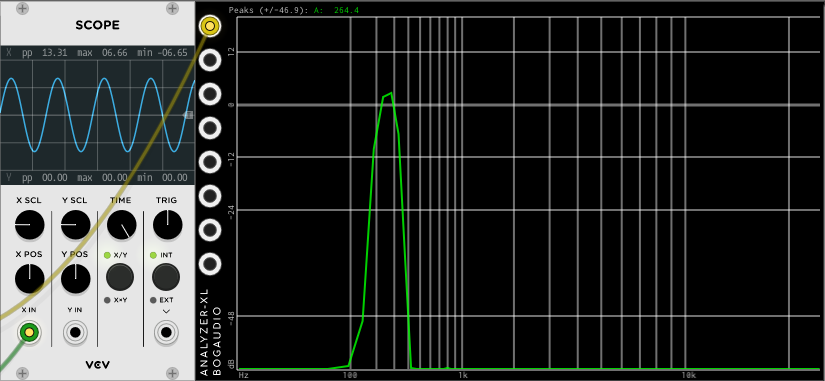 SCOPE
X pp 13.31 max 06.66 min -06.65
Y pp 00.00 max 00.00 min 00.00
T
X SCL Y SCL TIME TRIG
X/Y INT
X POS Y POS
X×Y EXT
X IN Y IN
VCV
Peaks (+/-46.9): A: 264.4
12
0
-12
-24
-48
dB
Hz 100 1k 10k
ANALYZER-XL
BOGAUDIO